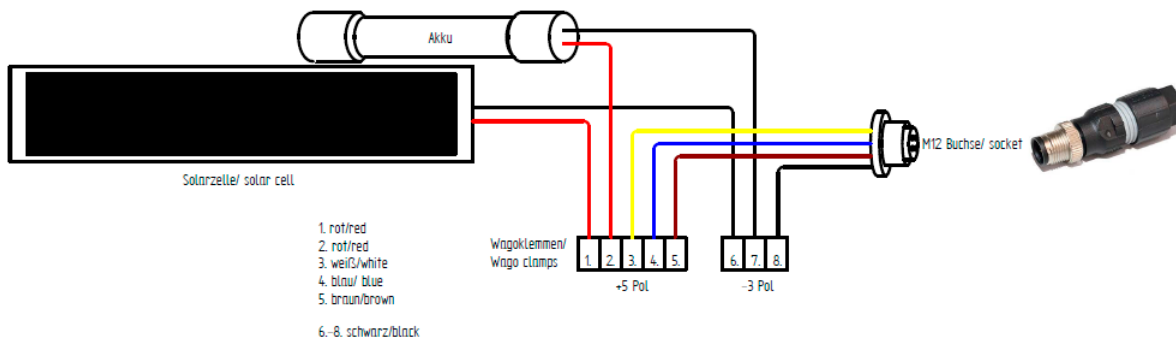 Akku
Solarzelle/ solar cell
M12 Buchse/ socket
1. rot/red
2. rot/red
3. weiß/white
4. blau/ blue
5. braun/brown
6.-8. schwarz/black
Wagoklemmen/
Wago clamps
1. 2. 3. 4. 5.
6. 7. 8.
+5 Pol
-3 Pol